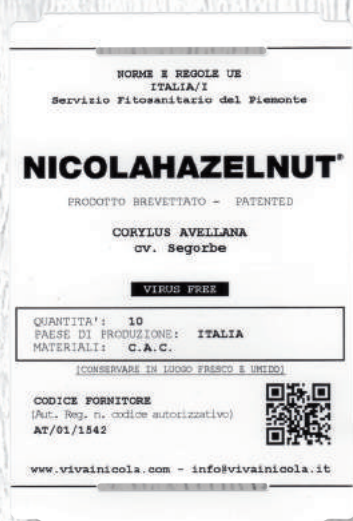 NORME E REGOLE UE
ITALIA/I
Servizio Fitosanitario del Piemonte
NICOLAHAZELNUT®
PRODOTTO BREVETTATO - PATENTED
CORYLUS AVELLANA
cv. Segorbe
VIRUS FREE
QUANTITA': 10
PAESE DI PRODUZIONE: ITALIA
MATERIALI: C.A.C.
[CONSERVARE IN LUOGO FRESCO E UMIDO]
CODICE FORNITORE
(Aut. Reg. n. codice autorizzativo)
AT/01/1542
www.vivainicola.com - info@vivainicola.it